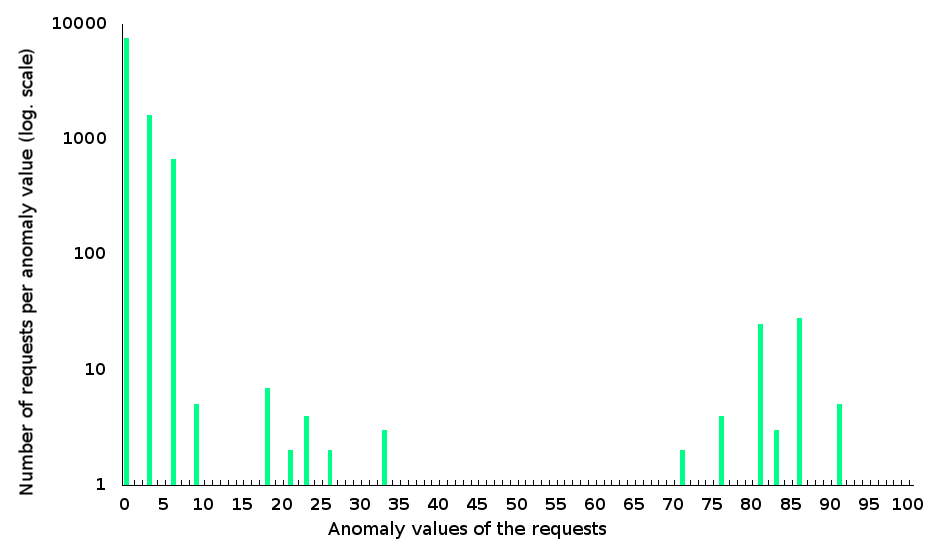 Number of requests per anomaly value (log. scale)
10000
1000
100
10
1
0 5 10 15 20 25 30 35 40 45 50 55 60 65 70 75 80 85 90 95 100
Anomaly values of the requests